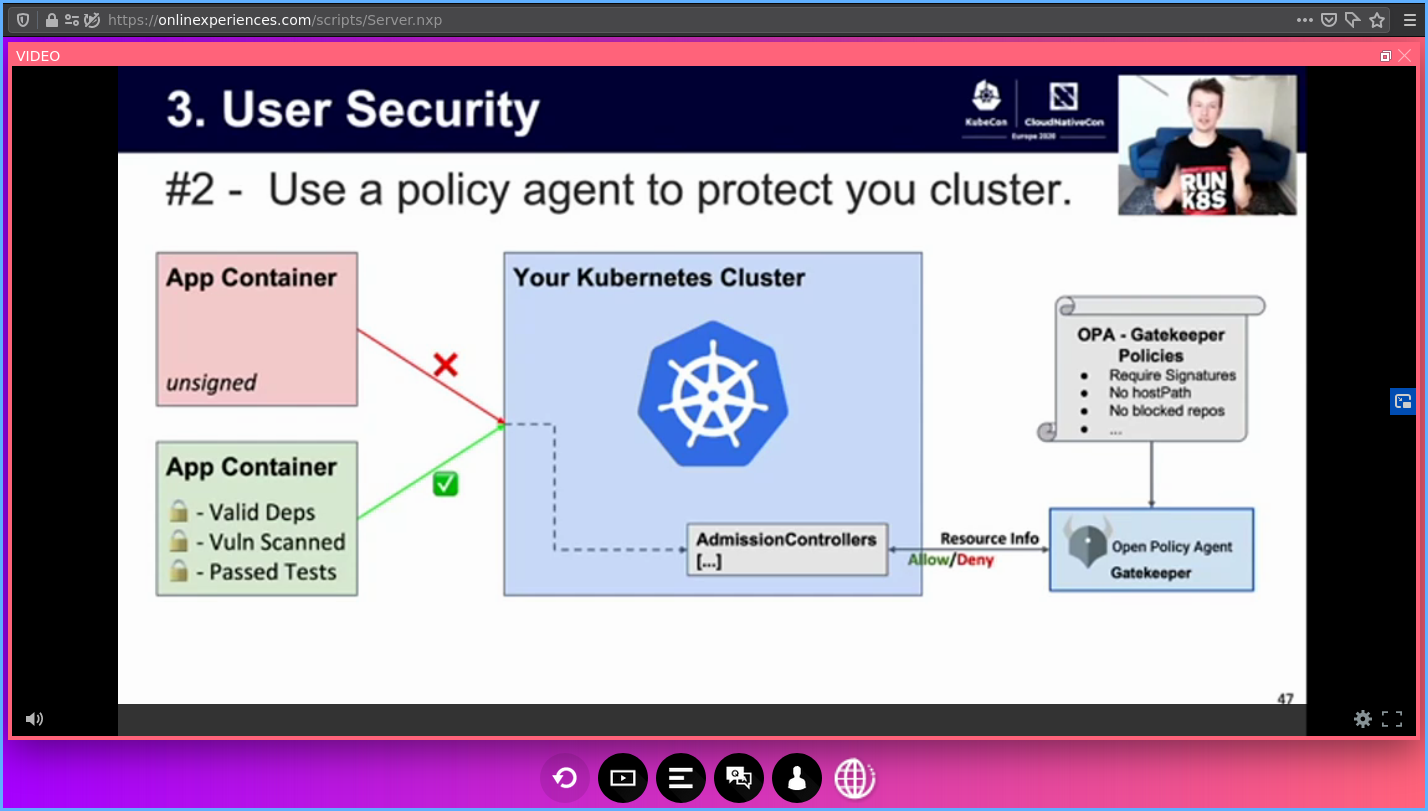 https://onlinexperiences.com/scripts/Server.nxp
VIDEO
3. User Security
KubeCon
CloudNativeCon
Europe 2020
RUN
K8S
#2 - Use a policy agent to protect you cluster.
App Container
unsigned
App Container
- Valid Deps
- Vuln Scanned
- Passed Tests
Your Kubernetes Cluster
AdmissionControllers
[...]
Resource Info
Allow/Deny
OPA - Gatekeeper
Policies
● Require Signatures
● No hostPath
● No blocked repos
● ...
Open Policy Agent
Gatekeeper
47